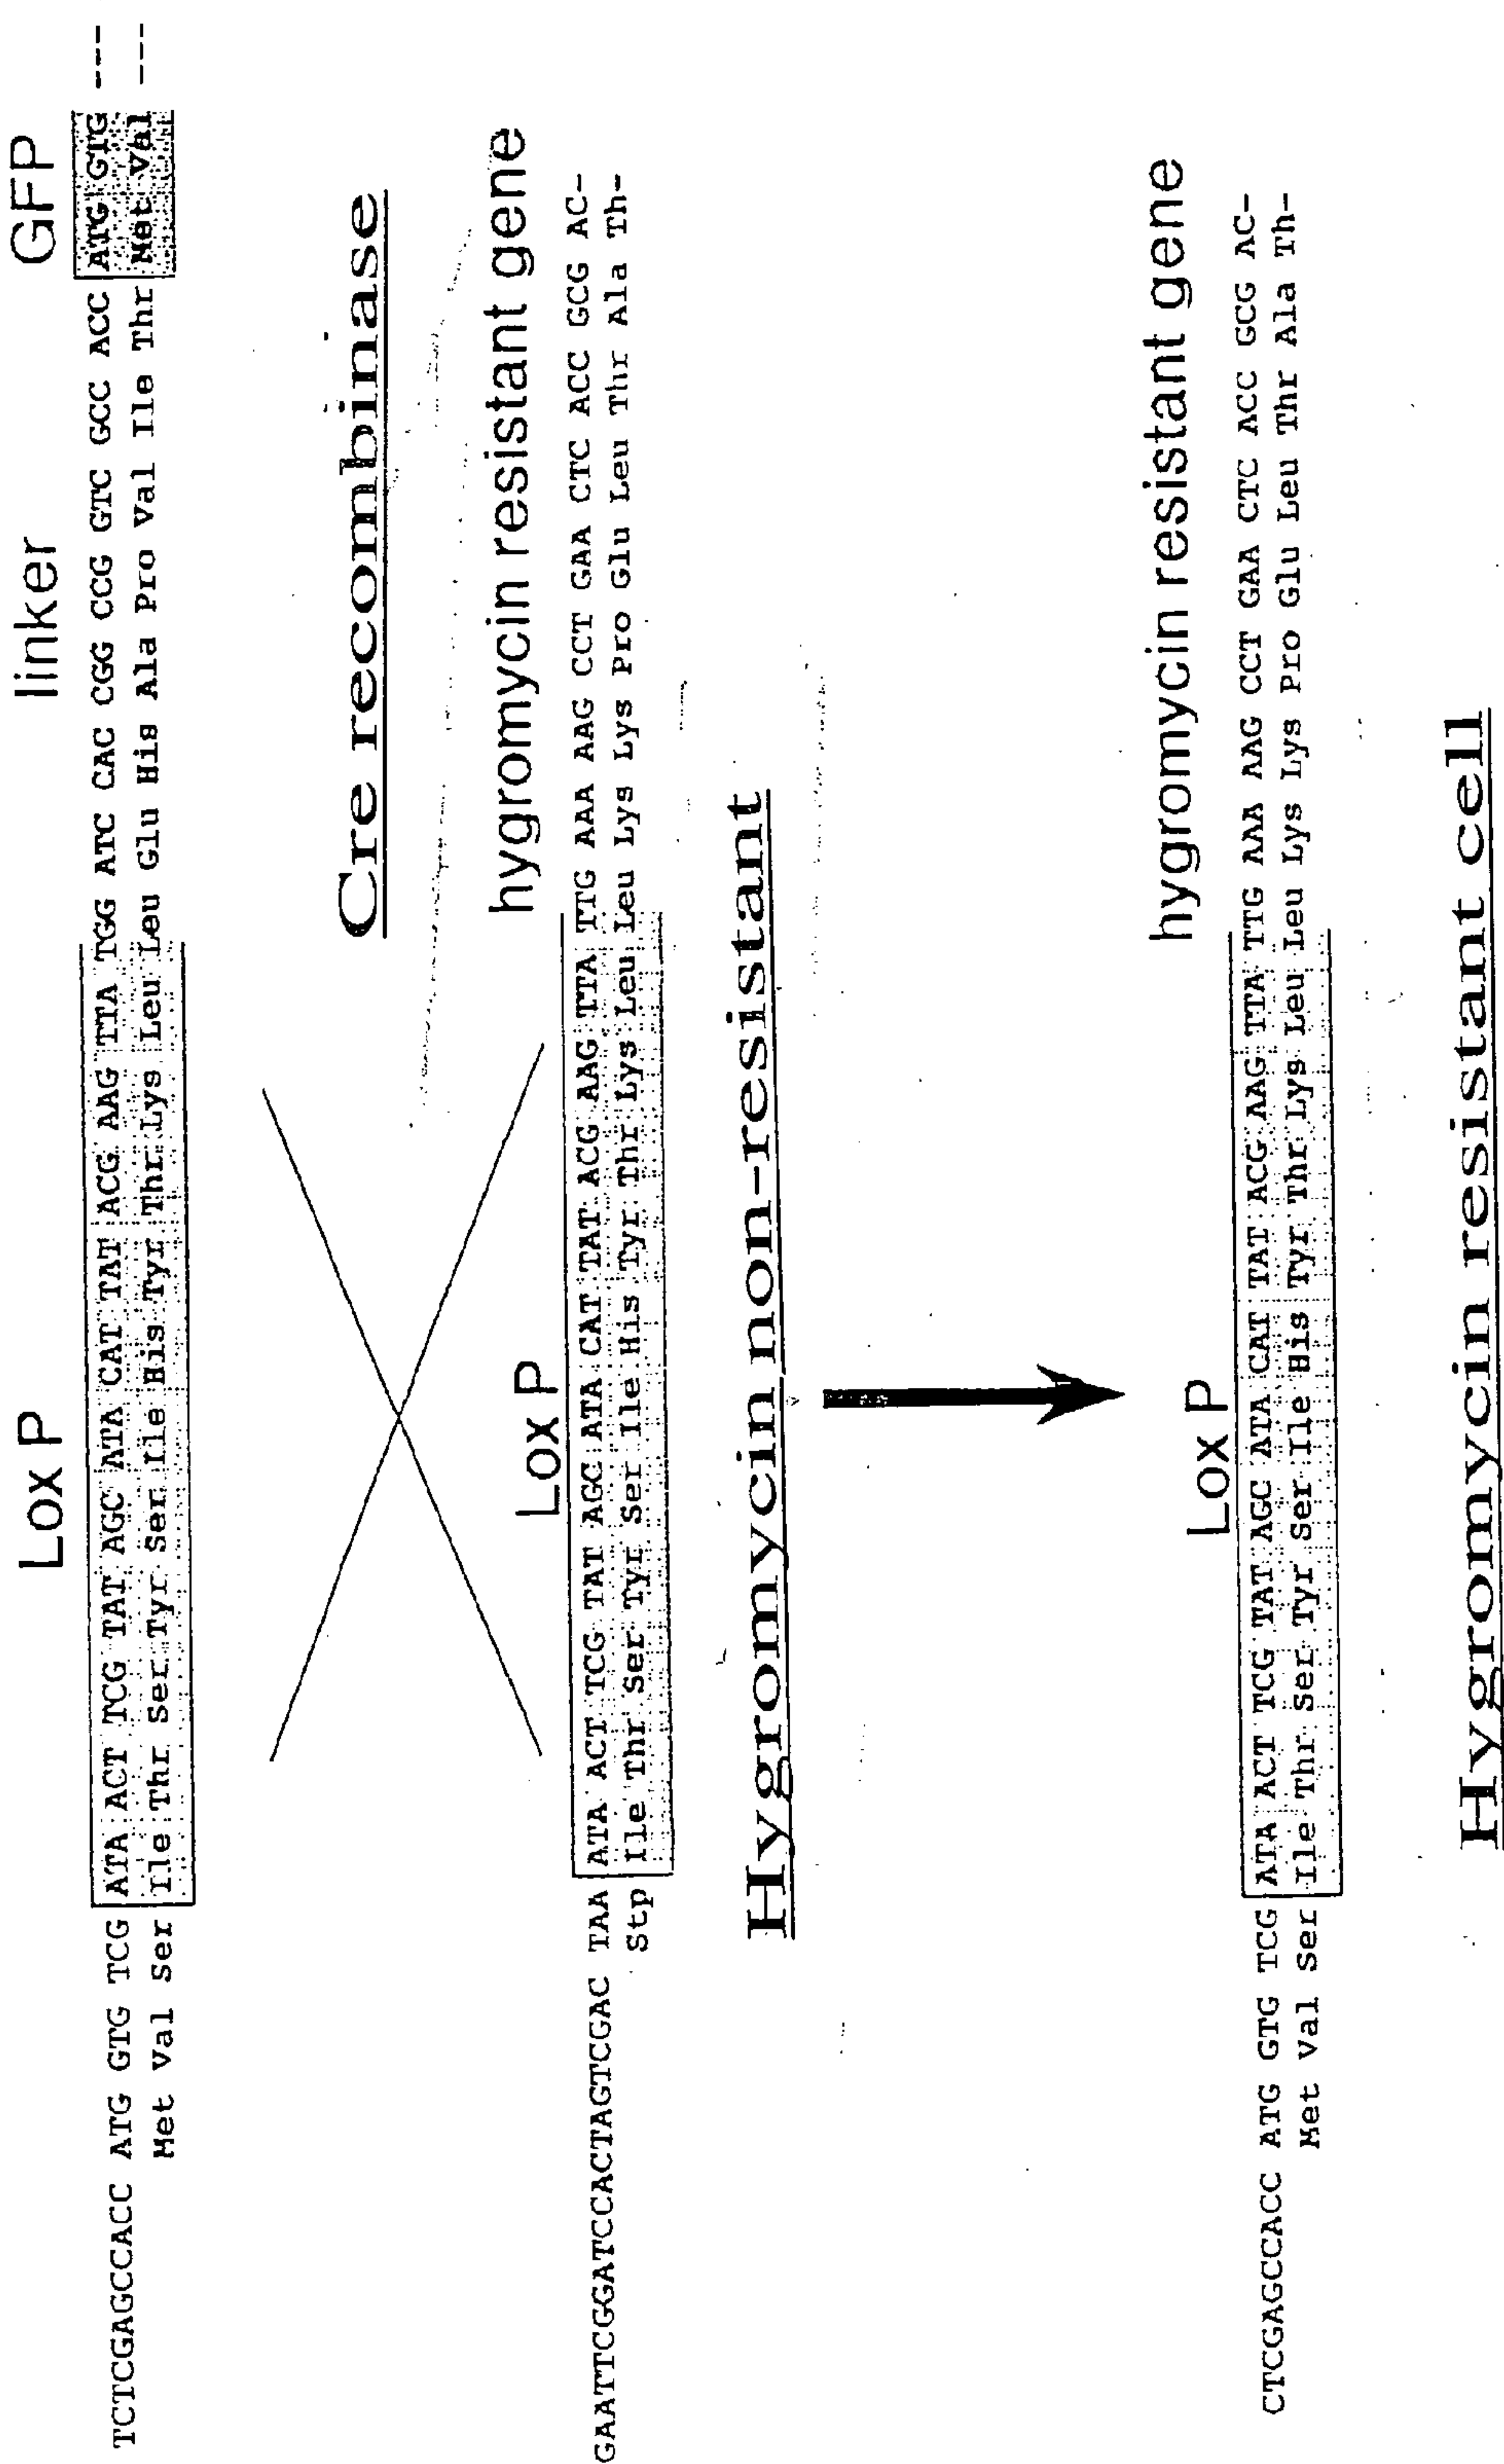 Lox P linker GFP
TCTCGAGCCACC ATG GTG TCG ATA ACT TCG TAT AGC ATA CAT TAT ACG AAG TTA TGG ATC CAC CGG CCG GTC GCC ACC ATG GTG ---
Met Val Ser Ile Thr Ser Tyr Ser Ile His Tyr Thr Lys Leu Leu Glu His Ala Pro Val Ile Thr Met Val ---
Cre recombinase
Lox P hygromycin resistant gene
GAATTCGGATCCACTAGTCGAC TAA ATA ACT TCG TAT AGC ATA CAT TAT ACG AAG TTA TTG AAA AAG CCT GAA CTC ACC GCG AC-
Stp Ile Thr Ser Tyr Ser Ile His Tyr Thr Lys Leu Leu Lys Lys Pro Glu Leu Thr Ala Th-
Hygromycin non-resistant
Lox P hygromycin resistant gene
CTCGAGCCACC ATG GTG TCG ATA ACT TCG TAT AGC ATA CAT TAT ACG AAG TTA TTG AAA AAG CCT GAA CTC ACC GCG AC-
Met Val Ser Ile Thr Ser Tyr Ser Ile His Tyr Thr Lys Leu Leu Lys Lys Pro Glu Leu Thr Ala Th-
Hygromycin resistant cell